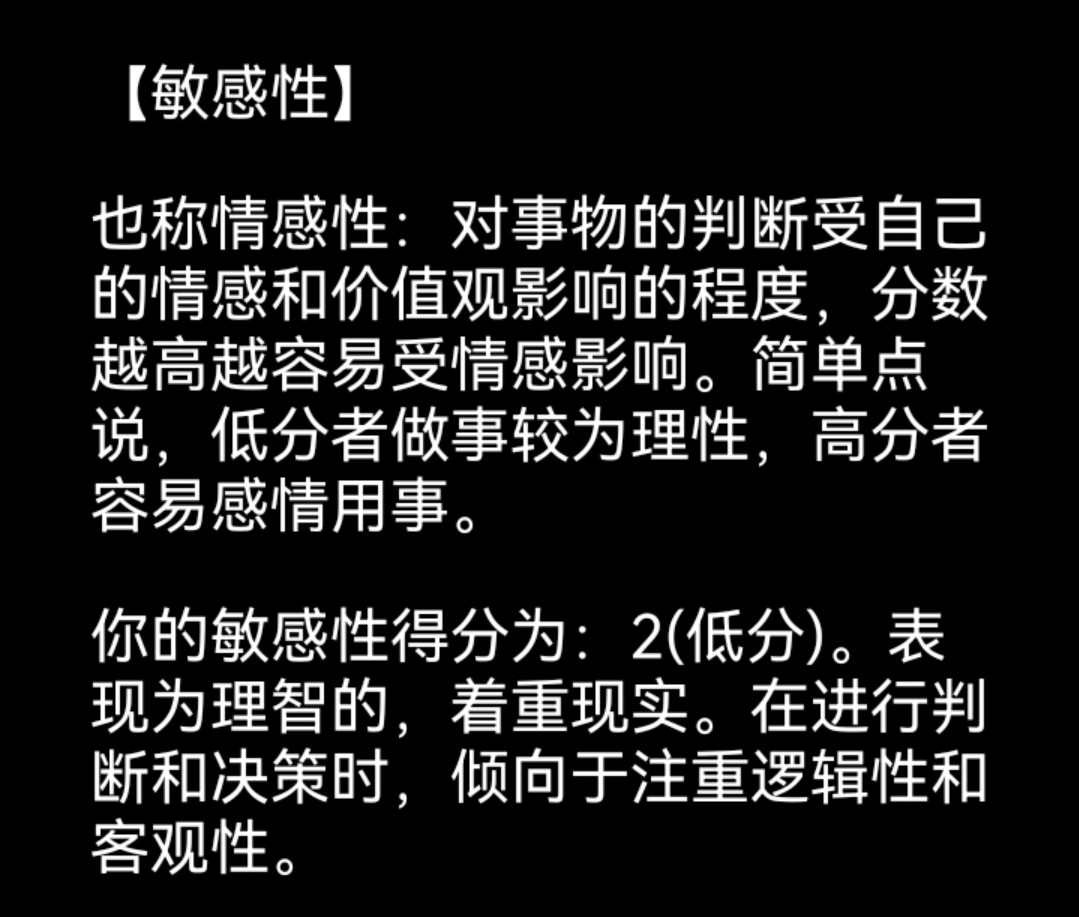 【敏感性】
也称情感性：对事物的判断受自己
的情感和价值观影响的程度，分数
越高越容易受情感影响。简单点
说，低分者做事较为理性，高分者
容易感情用事。
你的敏感性得分为：2(低分)。表
现为理智的，着重现实。在进行判
断和决策时，倾向于注重逻辑性和
客观性。